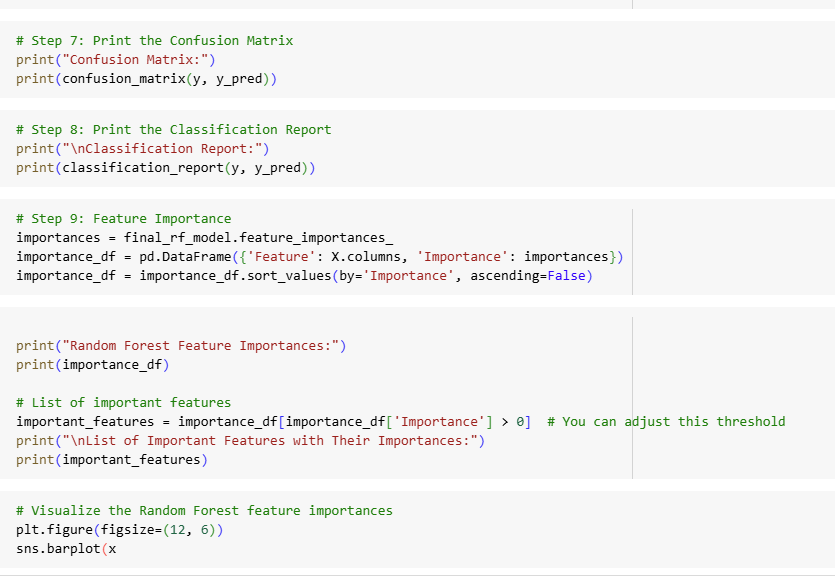 # Step 7: Print the Confusion Matrix
print("Confusion Matrix:")
print(confusion_matrix(y, y_pred))
# Step 8: Print the Classification Report
print("\nClassification Report:")
print(classification_report(y, y_pred))
# Step 9: Feature Importance
importances = final_rf_model.feature_importances_
importance_df = pd.DataFrame({'Feature': X.columns, 'Importance': importances})
importance_df = importance_df.sort_values(by='Importance', ascending=False)
print("Random Forest Feature Importances:")
print(importance_df)
# List of important features
important_features = importance_df[importance_df['Importance'] > 0]  # You can adjust this threshold
print("\nList of Important Features with Their Importances:")
print(important_features)
# Visualize the Random Forest feature importances
plt.figure(figsize=(12, 6))
sns.barplot(x